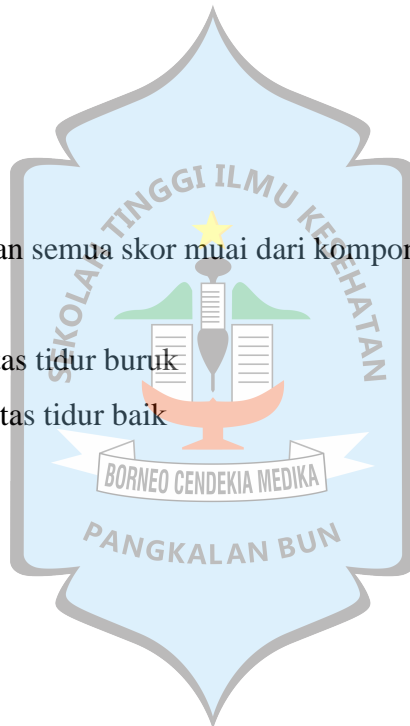 SEKOLAH TINGGI ILMU KESEHATAN
an semua skor muai dari kompon
as tidur buruk
tas tidur baik
BORNEO CENDEKIA MEDIKA
PANGKALAN BUN